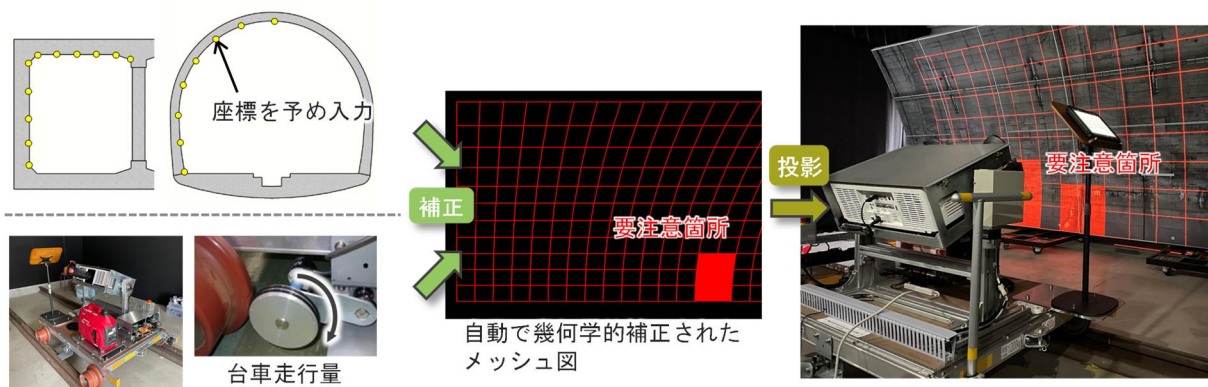 座標を予め入力
台車走行量
補正
要注意箇所
自動で幾何学的補正された
メッシュ図
投影
要注意箇所